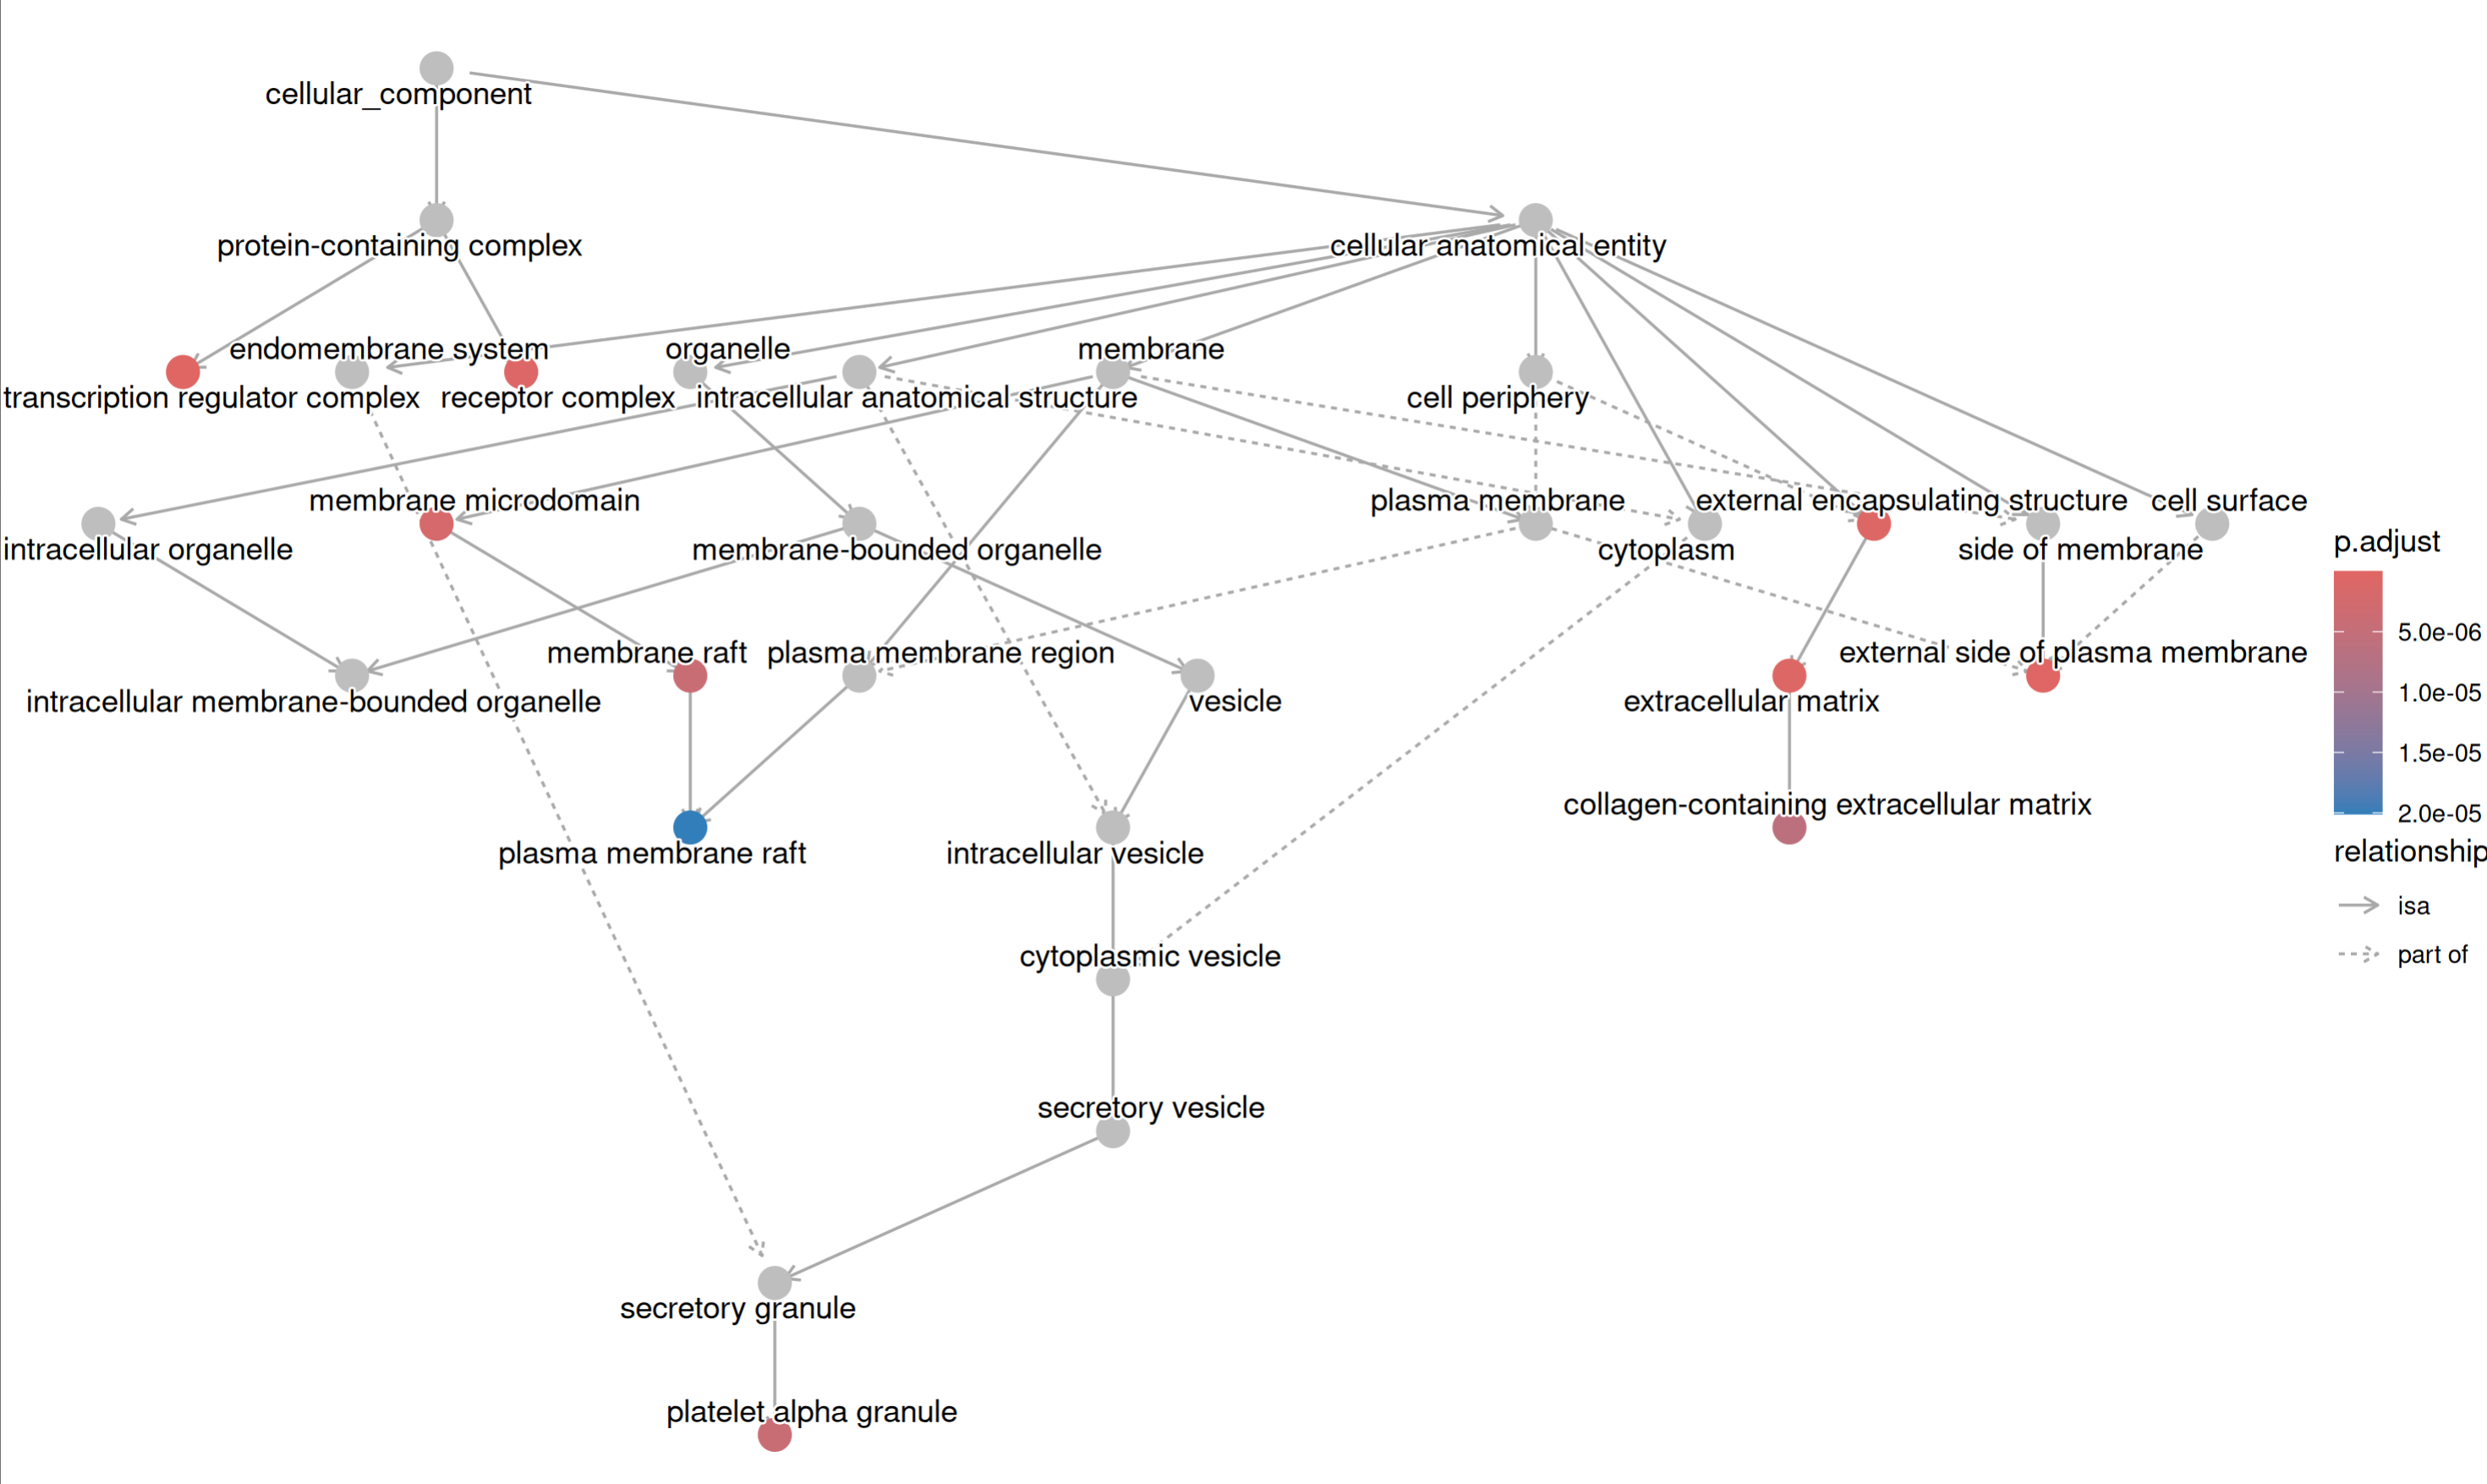 cellular_component
protein-containing complex
cellular anatomical entity
endomembrane system
organelle
membrane
transcription regulator complex
receptor complex
intracellular anatomical structure
cell periphery
membrane microdomain
plasma membrane
external encapsulating structure
cell surface
intracellular organelle
membrane-bounded organelle
cytoplasm
side of membrane
membrane raft
plasma membrane region
external side of plasma membrane
intracellular membrane-bounded organelle
vesicle
extracellular matrix
collagen-containing extracellular matrix
plasma membrane raft
intracellular vesicle
cytoplasmic vesicle
secretory vesicle
secretory granule
platelet alpha granule
p.adjust
5.0e-06
1.0e-05
1.5e-05
2.0e-05
relationship
isa
part of